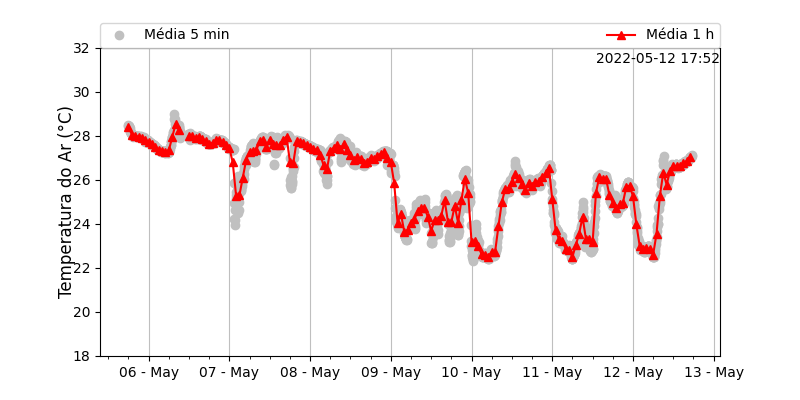 Média 5 min
Média 1 h
2022-05-12 17:52
Temperatura do Ar (°C)
32
30
28
26
24
22
20
18
06 - May
07 - May
08 - May
09 - May
10 - May
11 - May
12 - May
13 - May